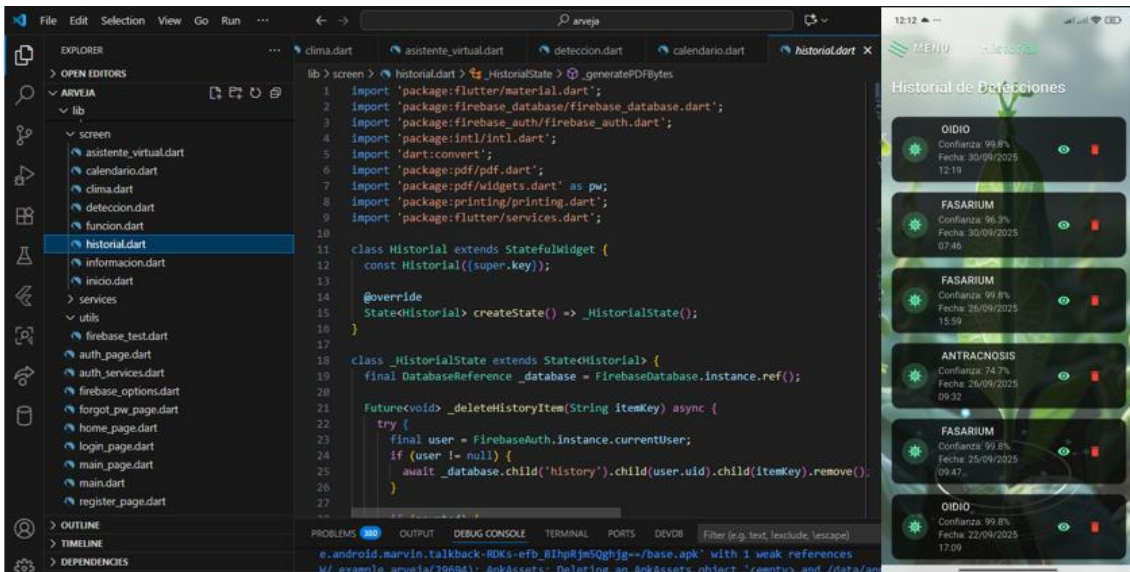 File Edit Selection View Go Run ...
arveja
EXPLORER
OPEN EDITORS
ARVEJA
lib
screen
asistente_virtual.dart
calendario.dart
clima.dart
deteccion.dart
funcion.dart
historial.dart
informacion.dart
inicio.dart
services
utils
firebase_test.dart
auth_page.dart
auth_services.dart
firebase_options.dart
forgot_pw_page.dart
home_page.dart
login_page.dart
main_page.dart
main.dart
register_page.dart
OUTLINE
TIMELINE
DEPENDENCIES
clima.dart asistente_virtual.dart deteccion.dart calendario.dart historial.dart
lib > screen > historial.dart > _HistorialState > _generatePDFBytes
1 import 'package:flutter/material.dart';
2 import 'package:firebase_database/firebase_database.dart';
3 import 'package:firebase_auth/firebase_auth.dart';
4 import 'package:intl/intl.dart';
5 import 'dart:convert';
6 import 'package:pdf/pdf.dart';
7 import 'package:pdf/widgets.dart' as pw;
8 import 'package:printing/printing.dart';
9 import 'package:flutter/services.dart';
10
11 class Historial extends StatefulWidget {
12 const Historial({super.key});
13
14 @override
15 State<Historial> createState() => _HistorialState();
16 }
17
18 class _HistorialState extends State<Historial> {
19 final DatabaseReference _database = FirebaseDatabase.instance.ref();
20
21 Future<void> _deleteHistoryItem(String itemKey) async {
22 try {
23 final user = FirebaseAuth.instance.currentUser;
24 if (user != null) {
25 await _database.child('history').child(user.uid).child(itemKey).remove();
26 }
27
PROBLEMS 380 OUTPUT DEBUG CONSOLE TERMINAL PORTS DEVDB Filter (e.g. text, !exclude, \escape)
e.android.marvin.talkback-RDKs-efb_BIhpRjm5Qghjg==/base.apk' with 1 weak references
12:12
MENU Historial
Historial de Detecciones
OIDIO
Confianza: 99.8%
Fecha: 30/09/2025
12:19
FASARIUM
Confianza: 96.3%
Fecha: 30/09/2025
07:46
FASARIUM
Confianza: 99.8%
Fecha: 26/09/2025
15:59
ANTRACNOSIS
Confianza: 74.7%
Fecha: 26/09/2025
09:32
FASARIUM
Confianza: 99.8%
Fecha: 25/09/2025
09:47
OIDIO
Confianza: 99.8%
Fecha: 22/09/2025
17:09